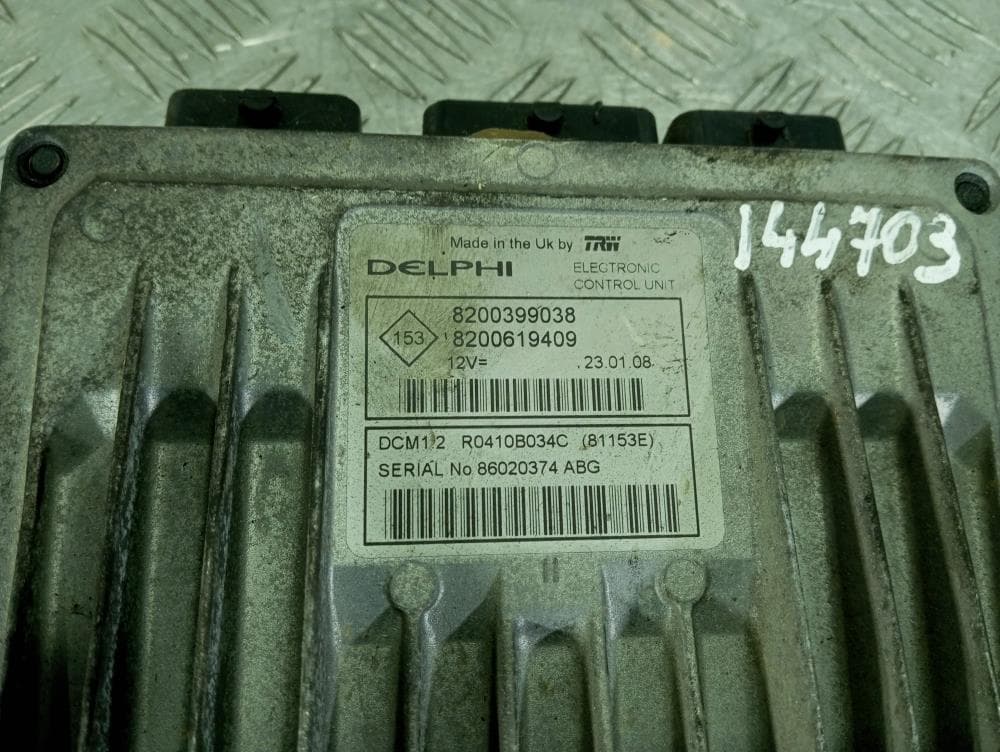 Made in the Uk by TRW
DELPHI
ELECTRONIC
CONTROL UNIT
144703
8200399038
153
8200619409
12V=
23.01.08
DCM1.2 R0410B034C (81153E)
SERIAL No 86020374 ABG